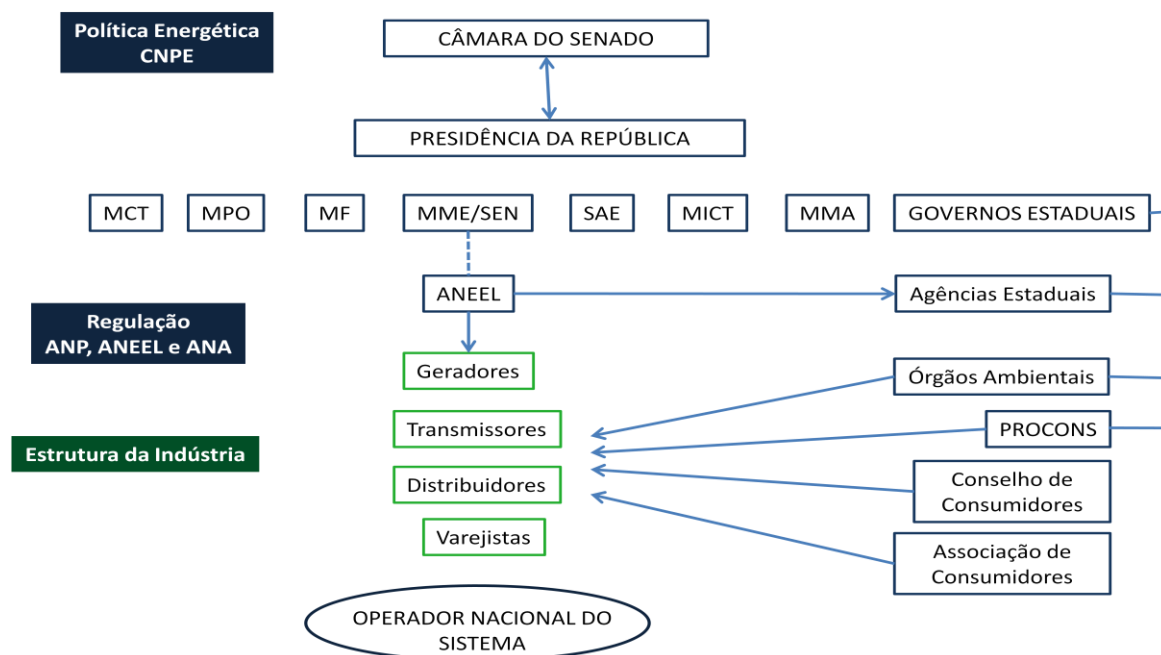 Política Energética
CNPE
CÂMARA DO SENADO
PRESIDÊNCIA DA REPÚBLICA
MCT
MPO
MF
MME/SEN
SAE
MICT
MMA
GOVERNOS ESTADUAIS
ANEEL
Agências Estaduais
Regulação
ANP, ANEEL e ANA
Geradores
Órgãos Ambientais
Transmissores
PROCONS
Estrutura da Indústria
Distribuidores
Conselho de
Consumidores
Varejistas
Associação de
Consumidores
OPERADOR NACIONAL DO
SISTEMA